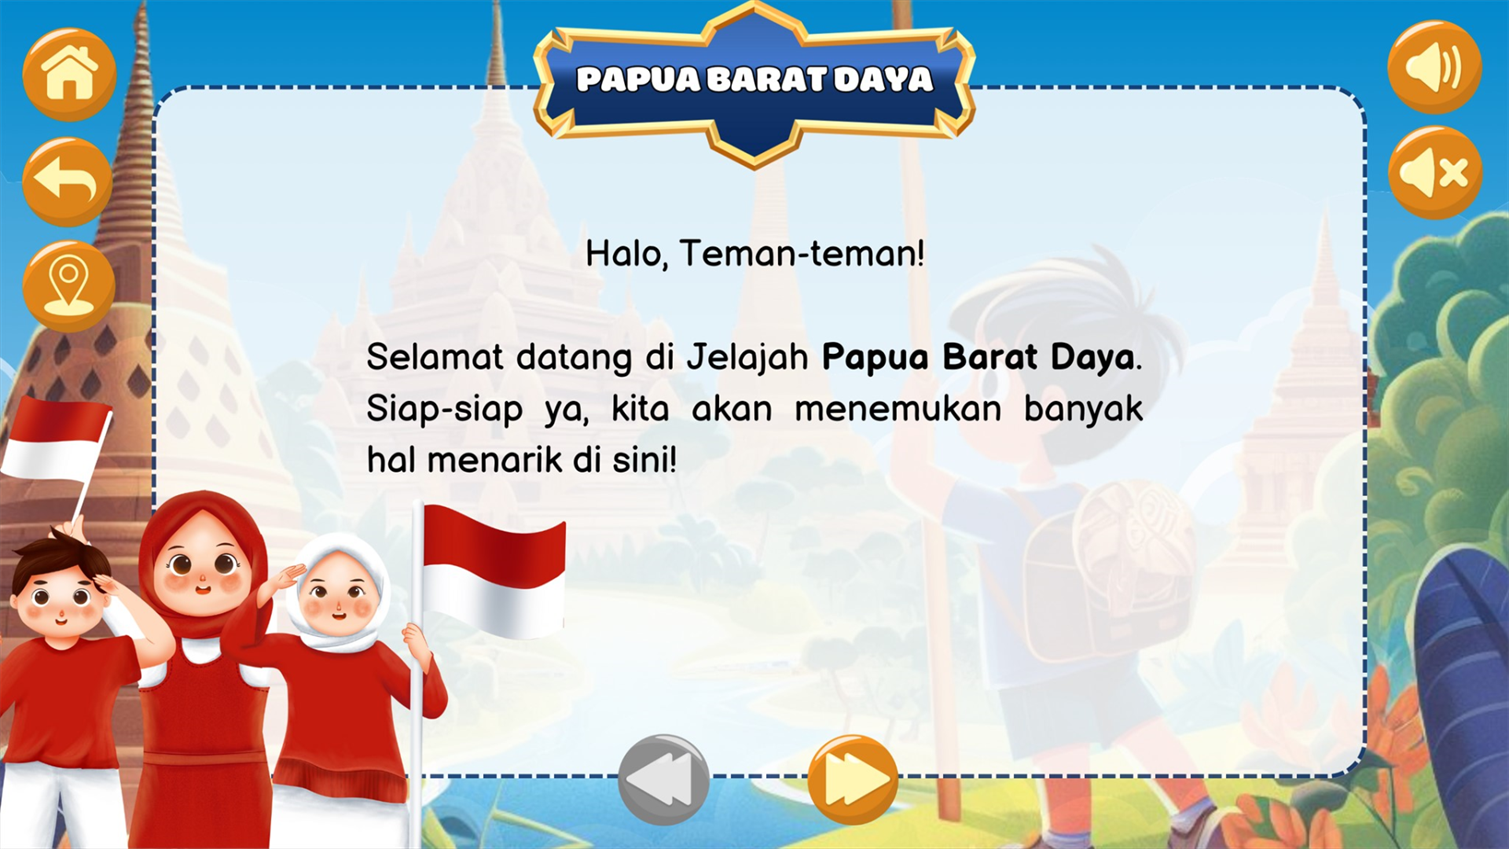 PAPUA BARAT DAYA
Halo, Teman-teman!
Selamat datang di Jelajah Papua Barat Daya.
Siap-siap ya, kita akan menemukan banyak
hal menarik di sini!